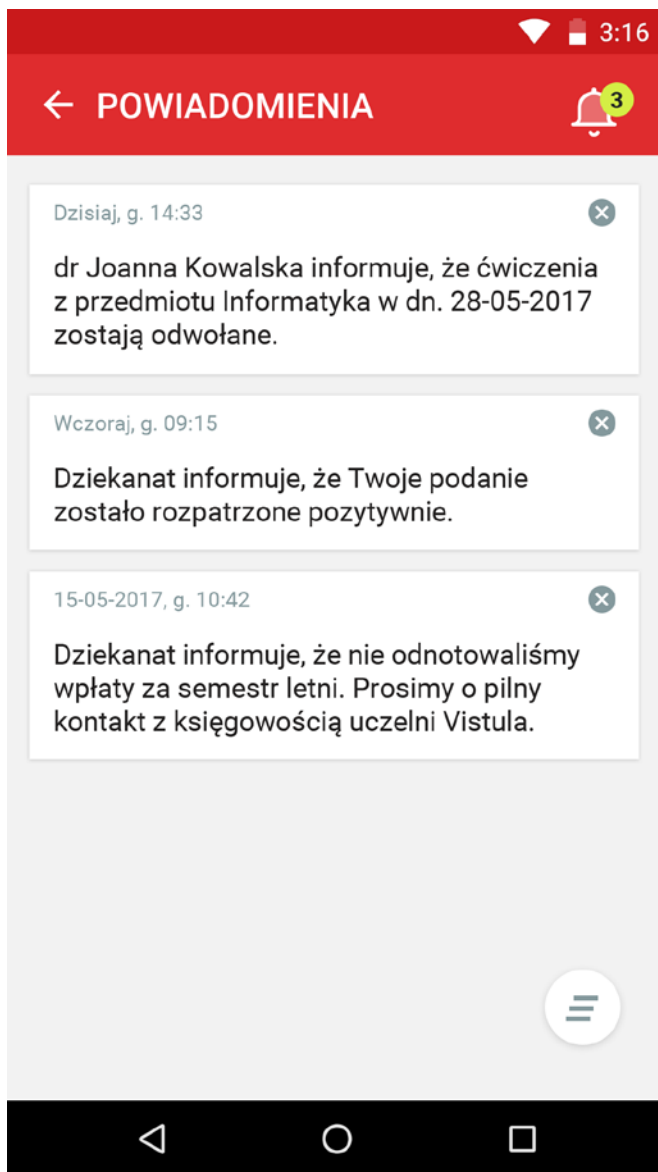 3:16
POWIADOMIENIA
3
Dzisiaj, g. 14:33
dr Joanna Kowalska informuje, że ćwiczenia
z przedmiotu Informatyka w dn. 28-05-2017
zostają odwołane.
Wczoraj, g. 09:15
Dziekanat informuje, że Twoje podanie
zostało rozpatrzone pozytywnie.
15-05-2017, g. 10:42
Dziekanat informuje, że nie odnotowaliśmy
wpłaty za semestr letni. Prosimy o pilny
kontakt z księgowością uczelni Vistula.